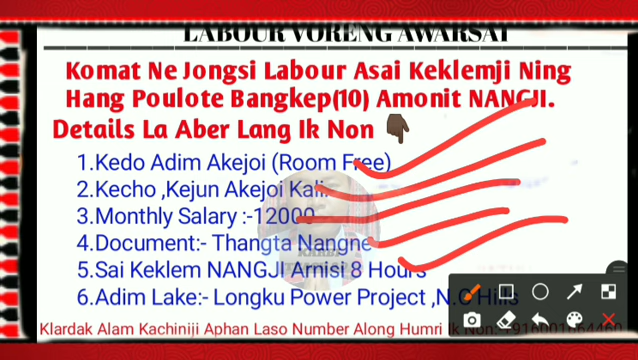 LABOUR VORENG AWARSAI
Komat Ne Jongsi Labour Asai Keklemji Ning
Hang Poulote Bangkep(10) Amonit NANGJI.
Details La Aber Lang Ik Non
1.Kedo Adim Akejoi (Room Free)
2.Kecho ,Kejun Akejoi Kali.
3.Monthly Salary :-12000
4.Document:- Thangta Nangne
5.Sai Keklem NANGJI Arnisi 8 Hours
6.Adim Lake:- Longku Power Project ,N.C Hills
Klardak Alam Kachiniji Aphan Laso Number Along Humri Ik Non: